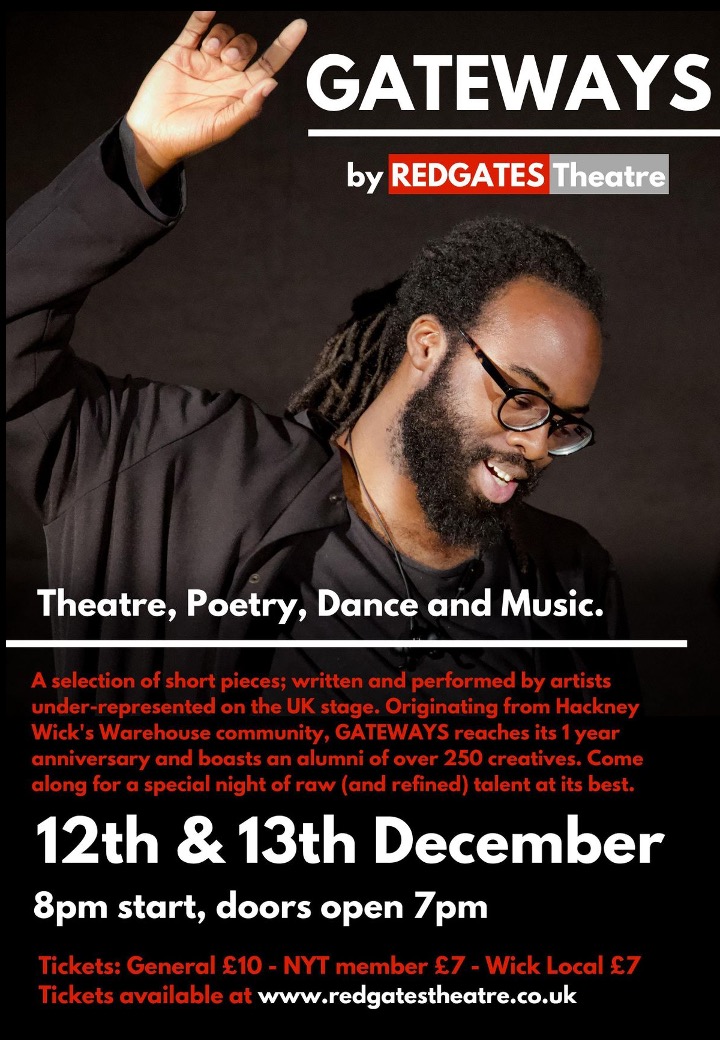 GATEWAYS
by REDGATES Theatre
Theatre, Poetry, Dance and Music.
A selection of short pieces; written and performed by artists
under-represented on the UK stage. Originating from Hackney
Wick's Warehouse community, GATEWAYS reaches its 1 year
anniversary and boasts an alumni of over 250 creatives. Come
along for a special night of raw (and refined) talent at its best.
12th & 13th December
8pm start, doors open 7pm
Tickets: General £10 - NYT member £7 - Wick Local £7
Tickets available at www.redgatestheatre.co.uk